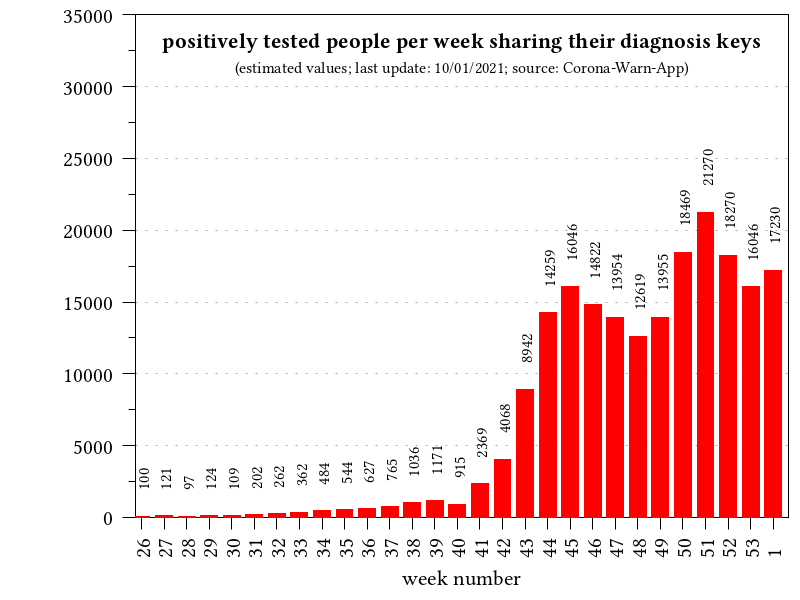 positively tested people per week sharing their diagnosis keys
(estimated values; last update: 10/01/2021; source: Corona-Warn-App)
35000
30000
25000
20000
15000
10000
5000
0
100 121 97 124 109 202 262 362 484 544 627 765 1036 1171 915 2369 4068 8942 14259 16046 14822 13954 12619 13955 18469 21270 18270 16046 17230
26 27 28 29 30 31 32 33 34 35 36 37 38 39 40 41 42 43 44 45 46 47 48 49 50 51 52 53 1
week number